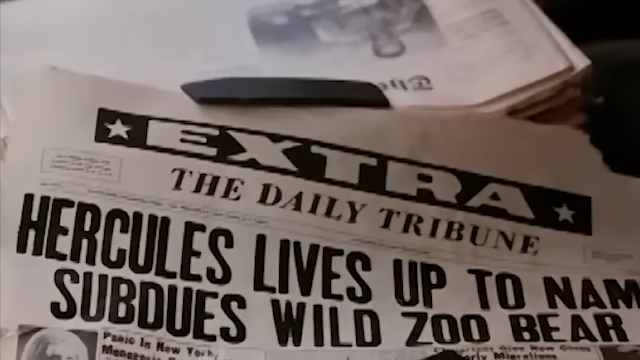 EXTRA
THE DAILY TRIBUNE
HERCULES LIVES UP TO NAM
SUBDUES WILD ZOO BEAR
Panic In New York,